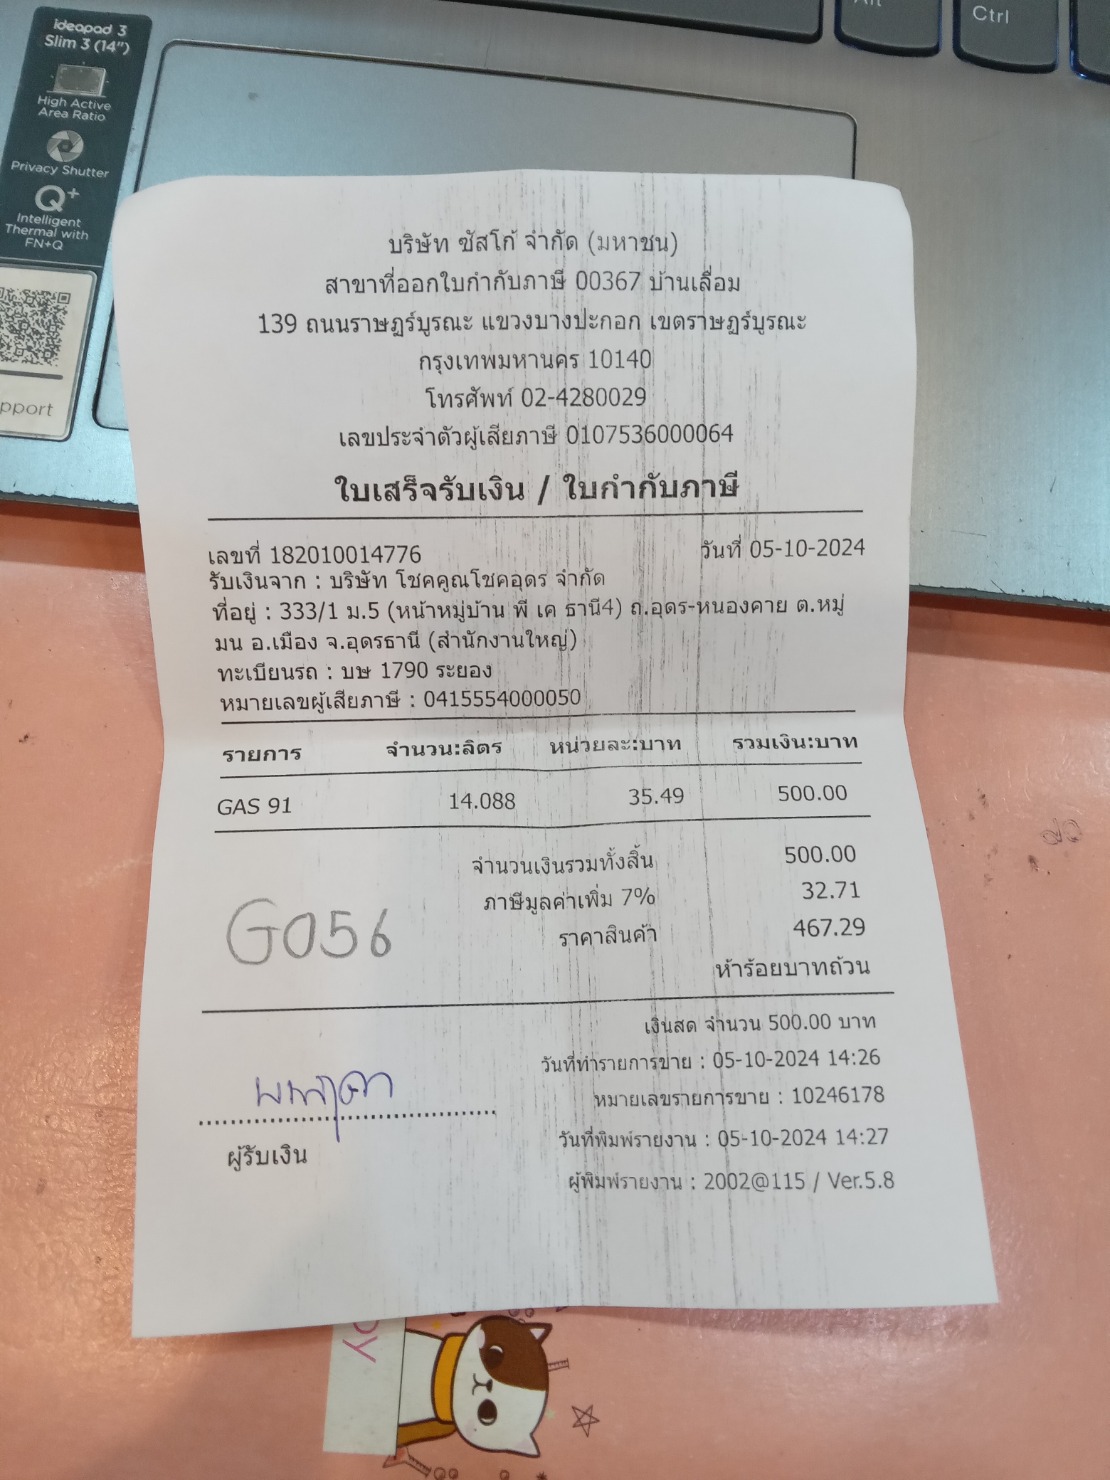 ideapad 3
Slim 3 (14")
High Active
Area Ratio
Privacy Shutter
Q+
Intelligent
Thermal with
FN+Q
pport
Alt
Ctrl
บริษัท ซัสโก้ จำกัด (มหาชน)
สาขาที่ออกใบกำกับภาษี 00367 บ้านเลื่อม
139 ถนนราษฎร์บูรณะ แขวงบางปะกอก เขตราษฎร์บูรณะ
กรุงเทพมหานคร 10140
โทรศัพท์ 02-4280029
เลขประจำตัวผู้เสียภาษี 0107536000064
ใบเสร็จรับเงิน / ใบกำกับภาษี
เลขที่ 182010014776 วันที่ 05-10-2024
รับเงินจาก : บริษัท โชคคูณโชคอุดร จำกัด
ที่อยู่ : 333/1 ม.5 (หน้าหมู่บ้าน พี เค ธานี4) ถ.อุดร-หนองคาย ต.หมู่
มน อ.เมือง จ.อุดรธานี (สำนักงานใหญ่)
ทะเบียนรถ : บษ 1790 ระยอง
หมายเลขผู้เสียภาษี : 0415554000050
รายการ จำนวน:ลิตร หน่วยละ:บาท รวมเงิน:บาท
GAS 91 14.088 35.49 500.00
จำนวนเงินรวมทั้งสิ้น 500.00
ภาษีมูลค่าเพิ่ม 7% 32.71
ราคาสินค้า 467.29
G056
ห้าร้อยบาทถ้วน
เงินสด จำนวน 500.00 บาท
วันที่ทำรายการขาย : 05-10-2024 14:26
หมายเลขรายการขาย : 10246178
วันที่พิมพ์รายงาน : 05-10-2024 14:27
ผู้รับเงิน
ผู้พิมพ์รายงาน : 2002@115 / Ver.5.8